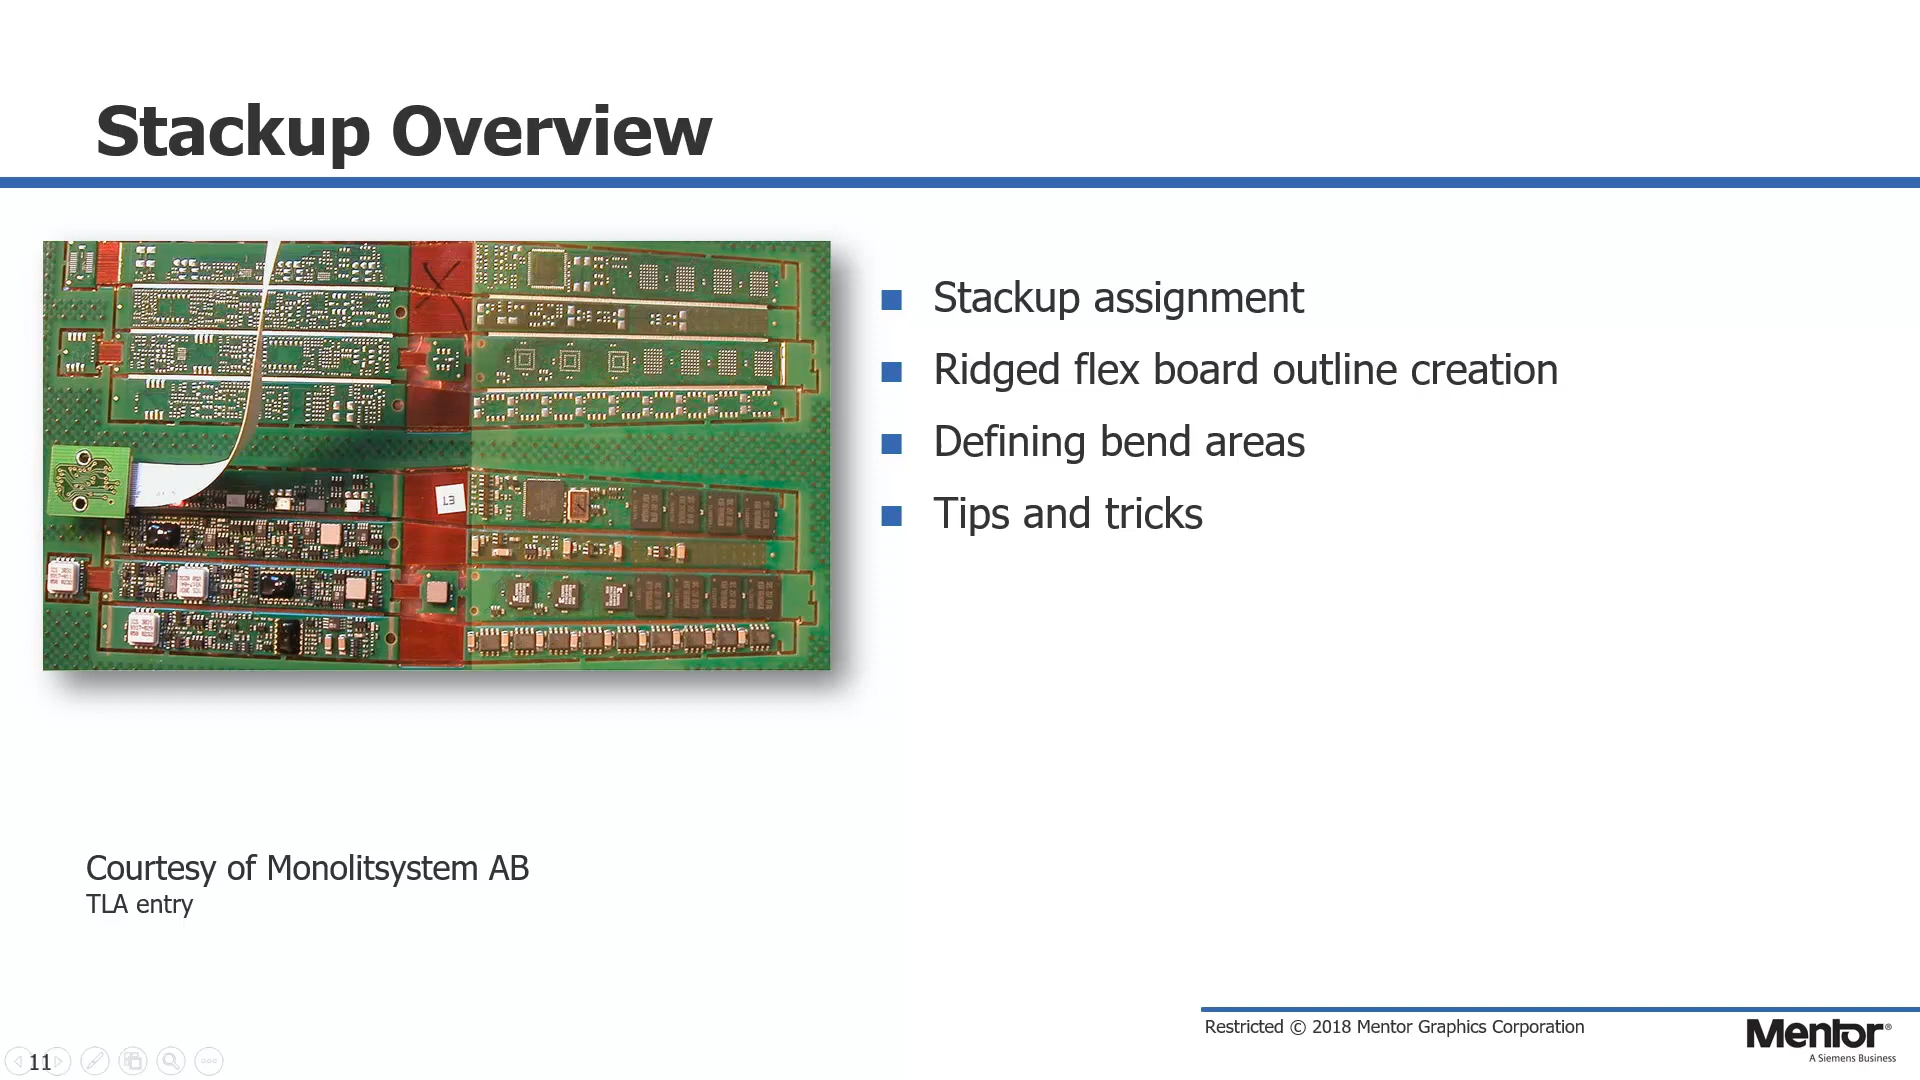 Stackup Overview
Stackup assignment
Ridged flex board outline creation
Defining bend areas
Tips and tricks
Courtesy of Monolitsystem AB
TLA entry
Restricted © 2018 Mentor Graphics Corporation
Mentor®
A Siemens Business
11